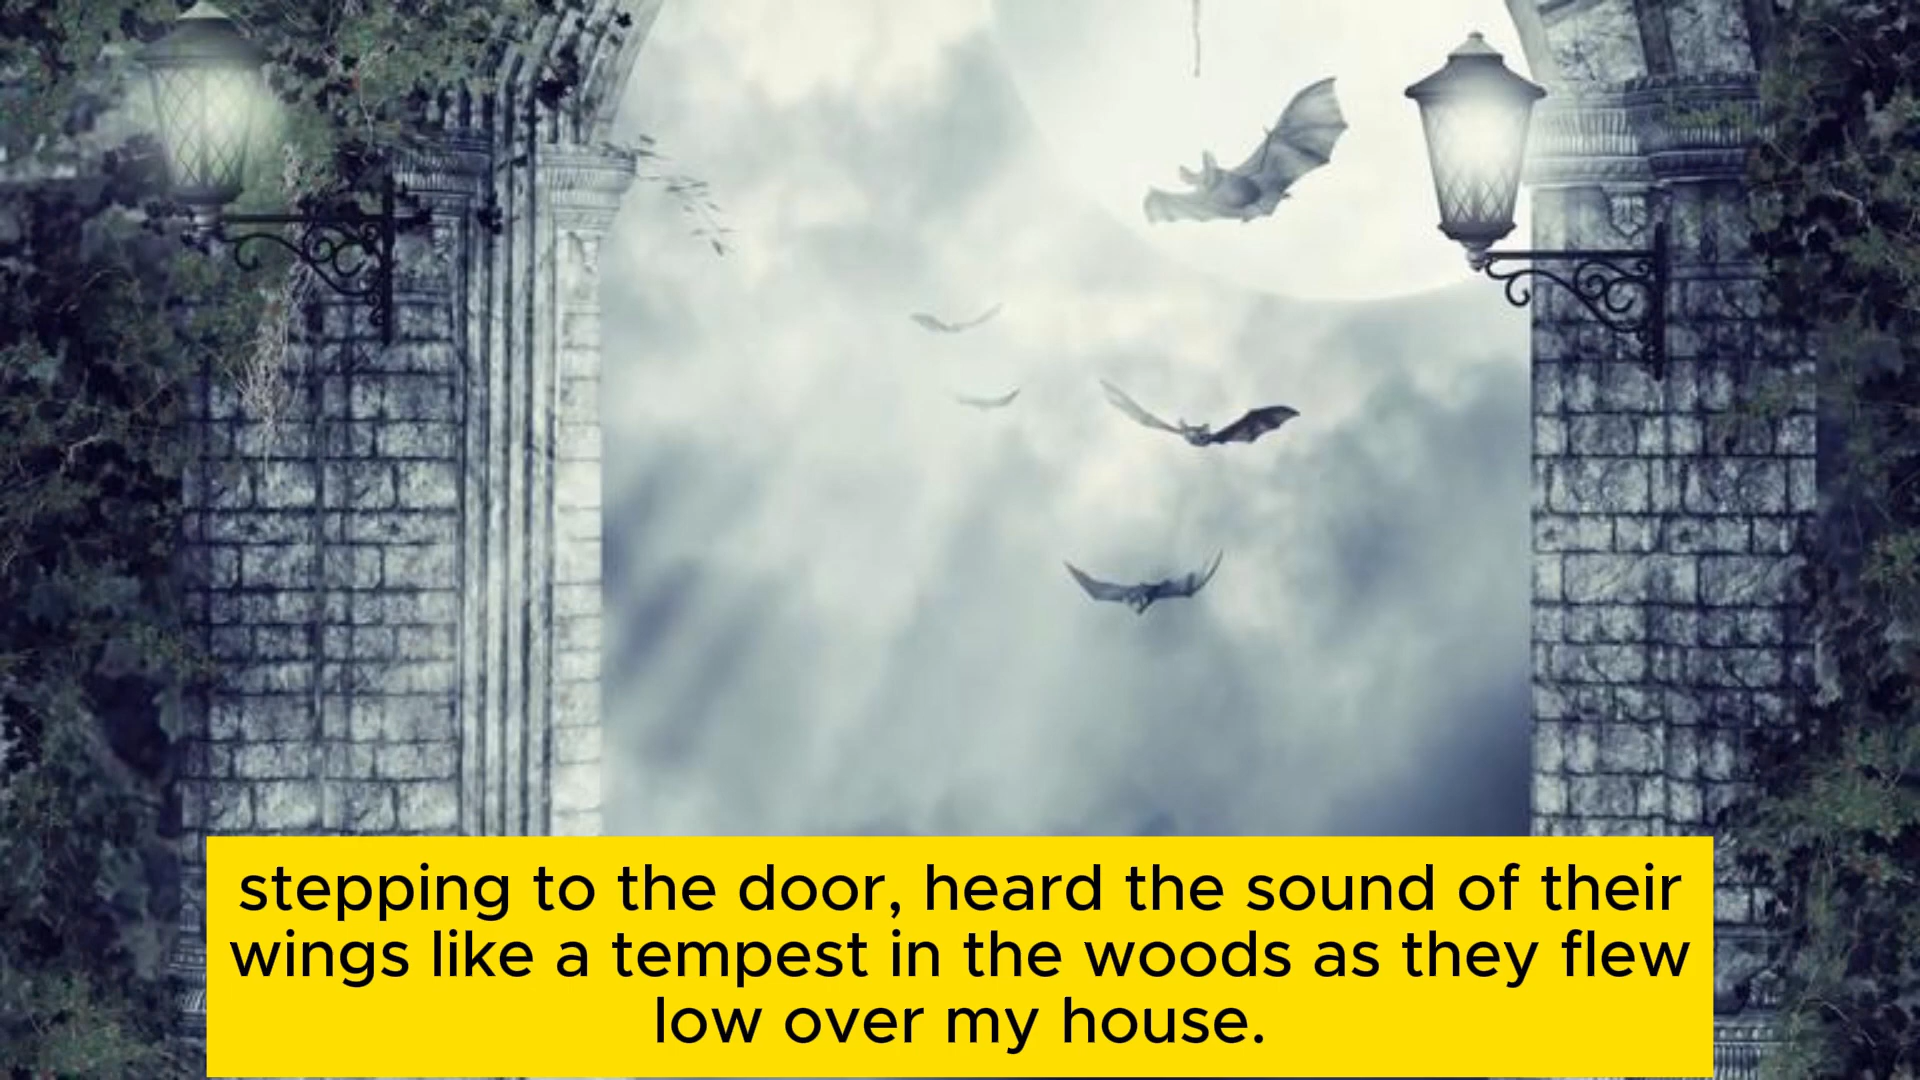 stepping to the door, heard the sound of their
wings like a tempest in the woods as they flew
low over my house.